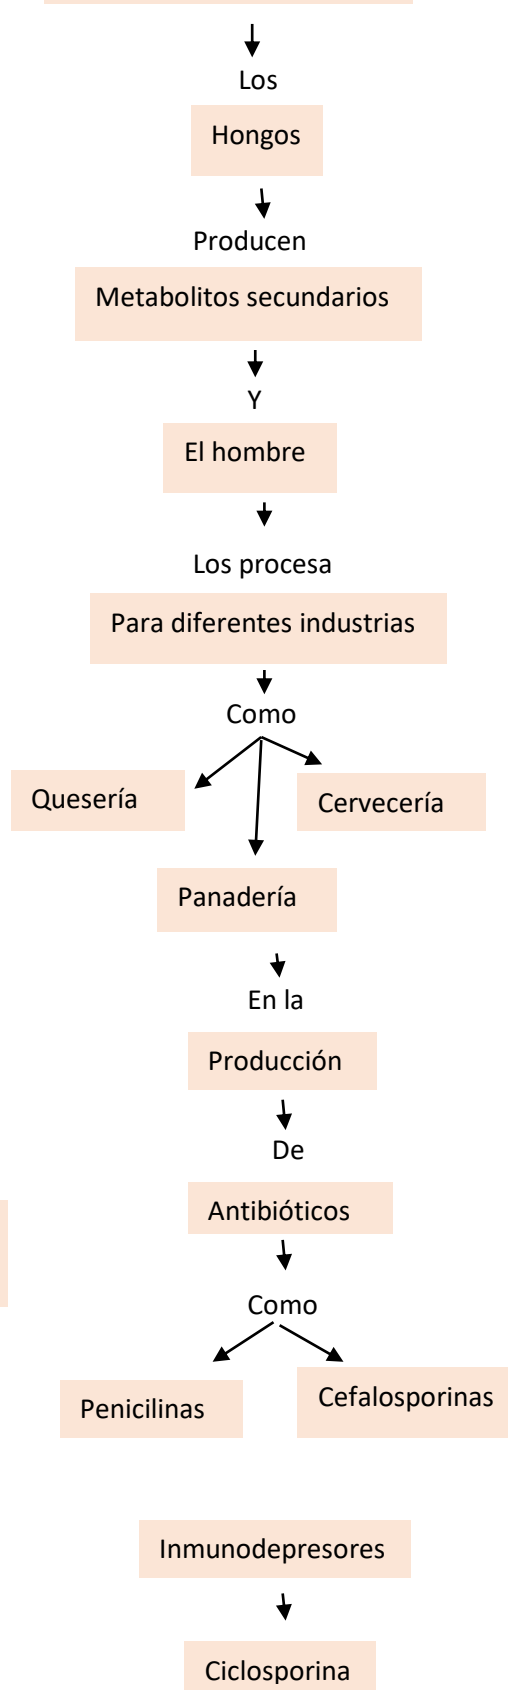 Los
Hongos
Producen
Metabolitos secundarios
Y
El hombre
Los procesa
Para diferentes industrias
Como
Quesería
Cervecería
Panadería
En la
Producción
De
Antibióticos
Como
Penicilinas
Cefalosporinas
Inmunodepresores
Ciclosporina